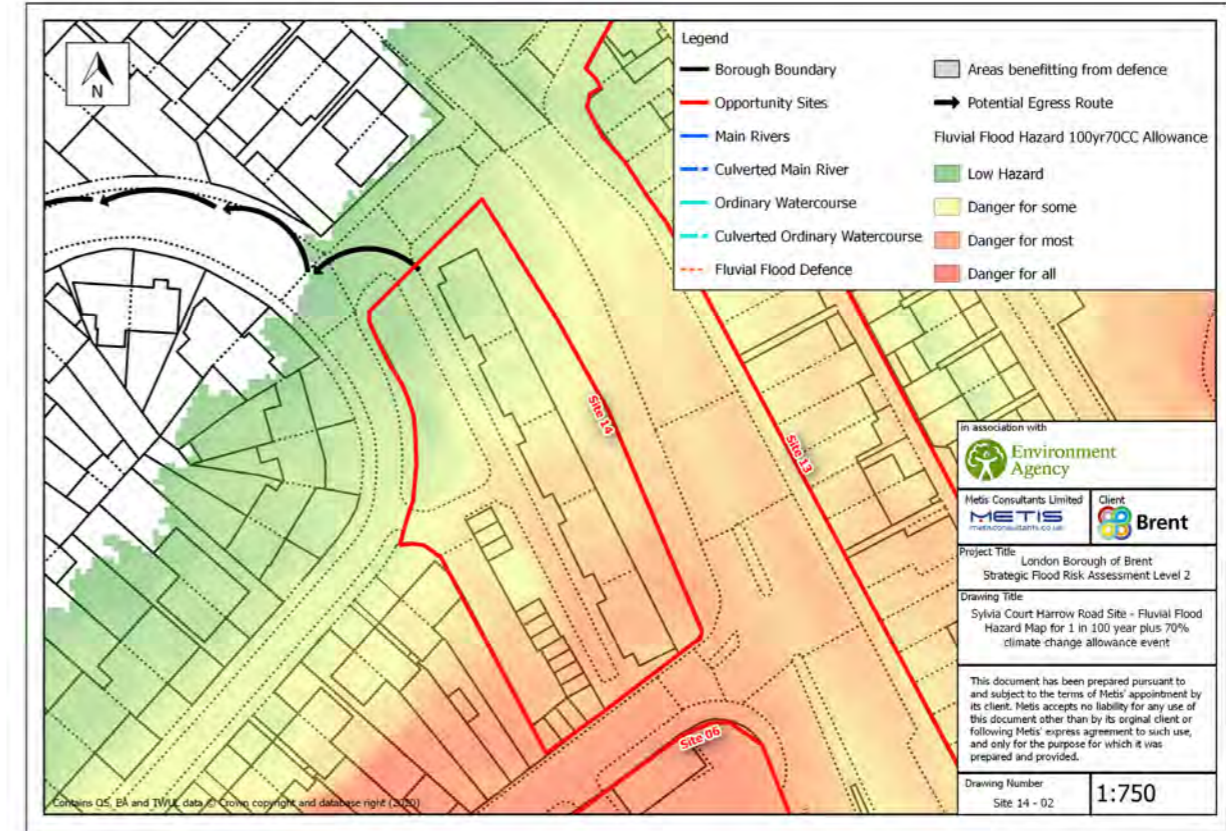 N
Legend
Borough Boundary
Opportunity Sites
Main Rivers
Culverted Main River
Ordinary Watercourse
Culverted Ordinary Watercourse
Fluvial Flood Defence
Areas benefitting from defence
Potential Egress Route
Fluvial Flood Hazard 100yr70CC Allowance
Low Hazard
Danger for some
Danger for most
Danger for all
Site 14
Site 13
Site 06
in association with
Environment
Agency
Metis Consultants Limited
METIS
metisconsultants.co.uk
Client
Brent
Project Title
London Borough of Brent
Strategic Flood Risk Assessment Level 2
Drawing Title
Sylvia Court Harrow Road Site - Fluvial Flood
Hazard Map for 1 in 100 year plus 70%
climate change allowance event
This document has been prepared pursuant to
and subject to the terms of Metis' appointment by
its client. Metis accepts no liability for any use of
this document other than by its orginal client or
following Metis' express agreement to such use,
and only for the purpose for which it was
prepared and provided.
Drawing Number
Site 14 - 02
1:750
Contains OS, EA and TWUL data © Crown copyright and database right (2020)